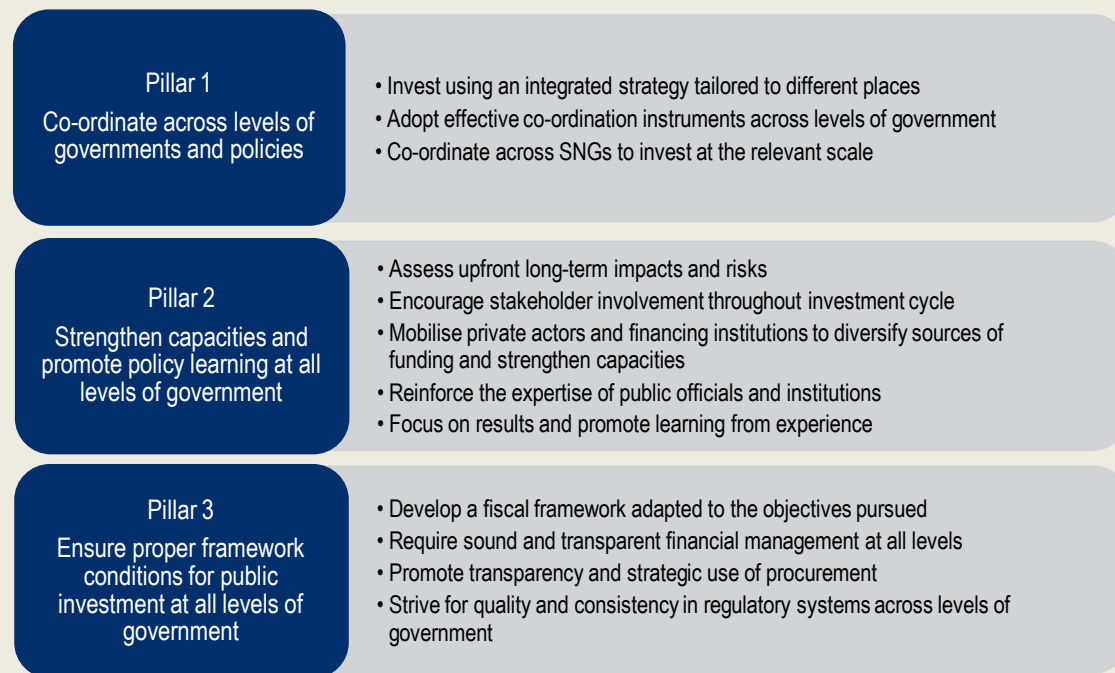 Pillar 1
Co-ordinate across levels of
governments and policies
• Invest using an integrated strategy tailored to different places
• Adopt effective co-ordination instruments across levels of government
• Co-ordinate across SNGs to invest at the relevant scale
Pillar 2
Strengthen capacities and
promote policy learning at all
levels of government
• Assess upfront long-term impacts and risks
• Encourage stakeholder involvement throughout investment cycle
• Mobilise private actors and financing institutions to diversify sources of
funding and strengthen capacities
• Reinforce the expertise of public officials and institutions
• Focus on results and promote learning from experience
Pillar 3
Ensure proper framework
conditions for public
investment at all levels of
government
• Develop a fiscal framework adapted to the objectives pursued
• Require sound and transparent financial management at all levels
• Promote transparency and strategic use of procurement
• Strive for quality and consistency in regulatory systems across levels of
government